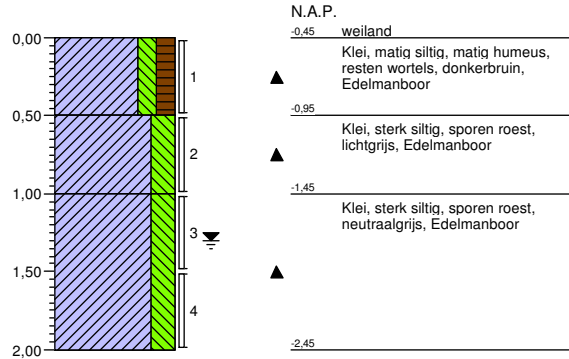 N.A.P.
0,00
-0,45
weiland
Klei, matig siltig, matig humeus,
resten wortels, donkerbruin,
Edelmanboor
1
0,50
-0,95
Klei, sterk siltig, sporen roest,
lichtgrijs, Edelmanboor
2
1,00
-1,45
Klei, sterk siltig, sporen roest,
neutraalgrijs, Edelmanboor
3
1,50
4
2,00
-2,45